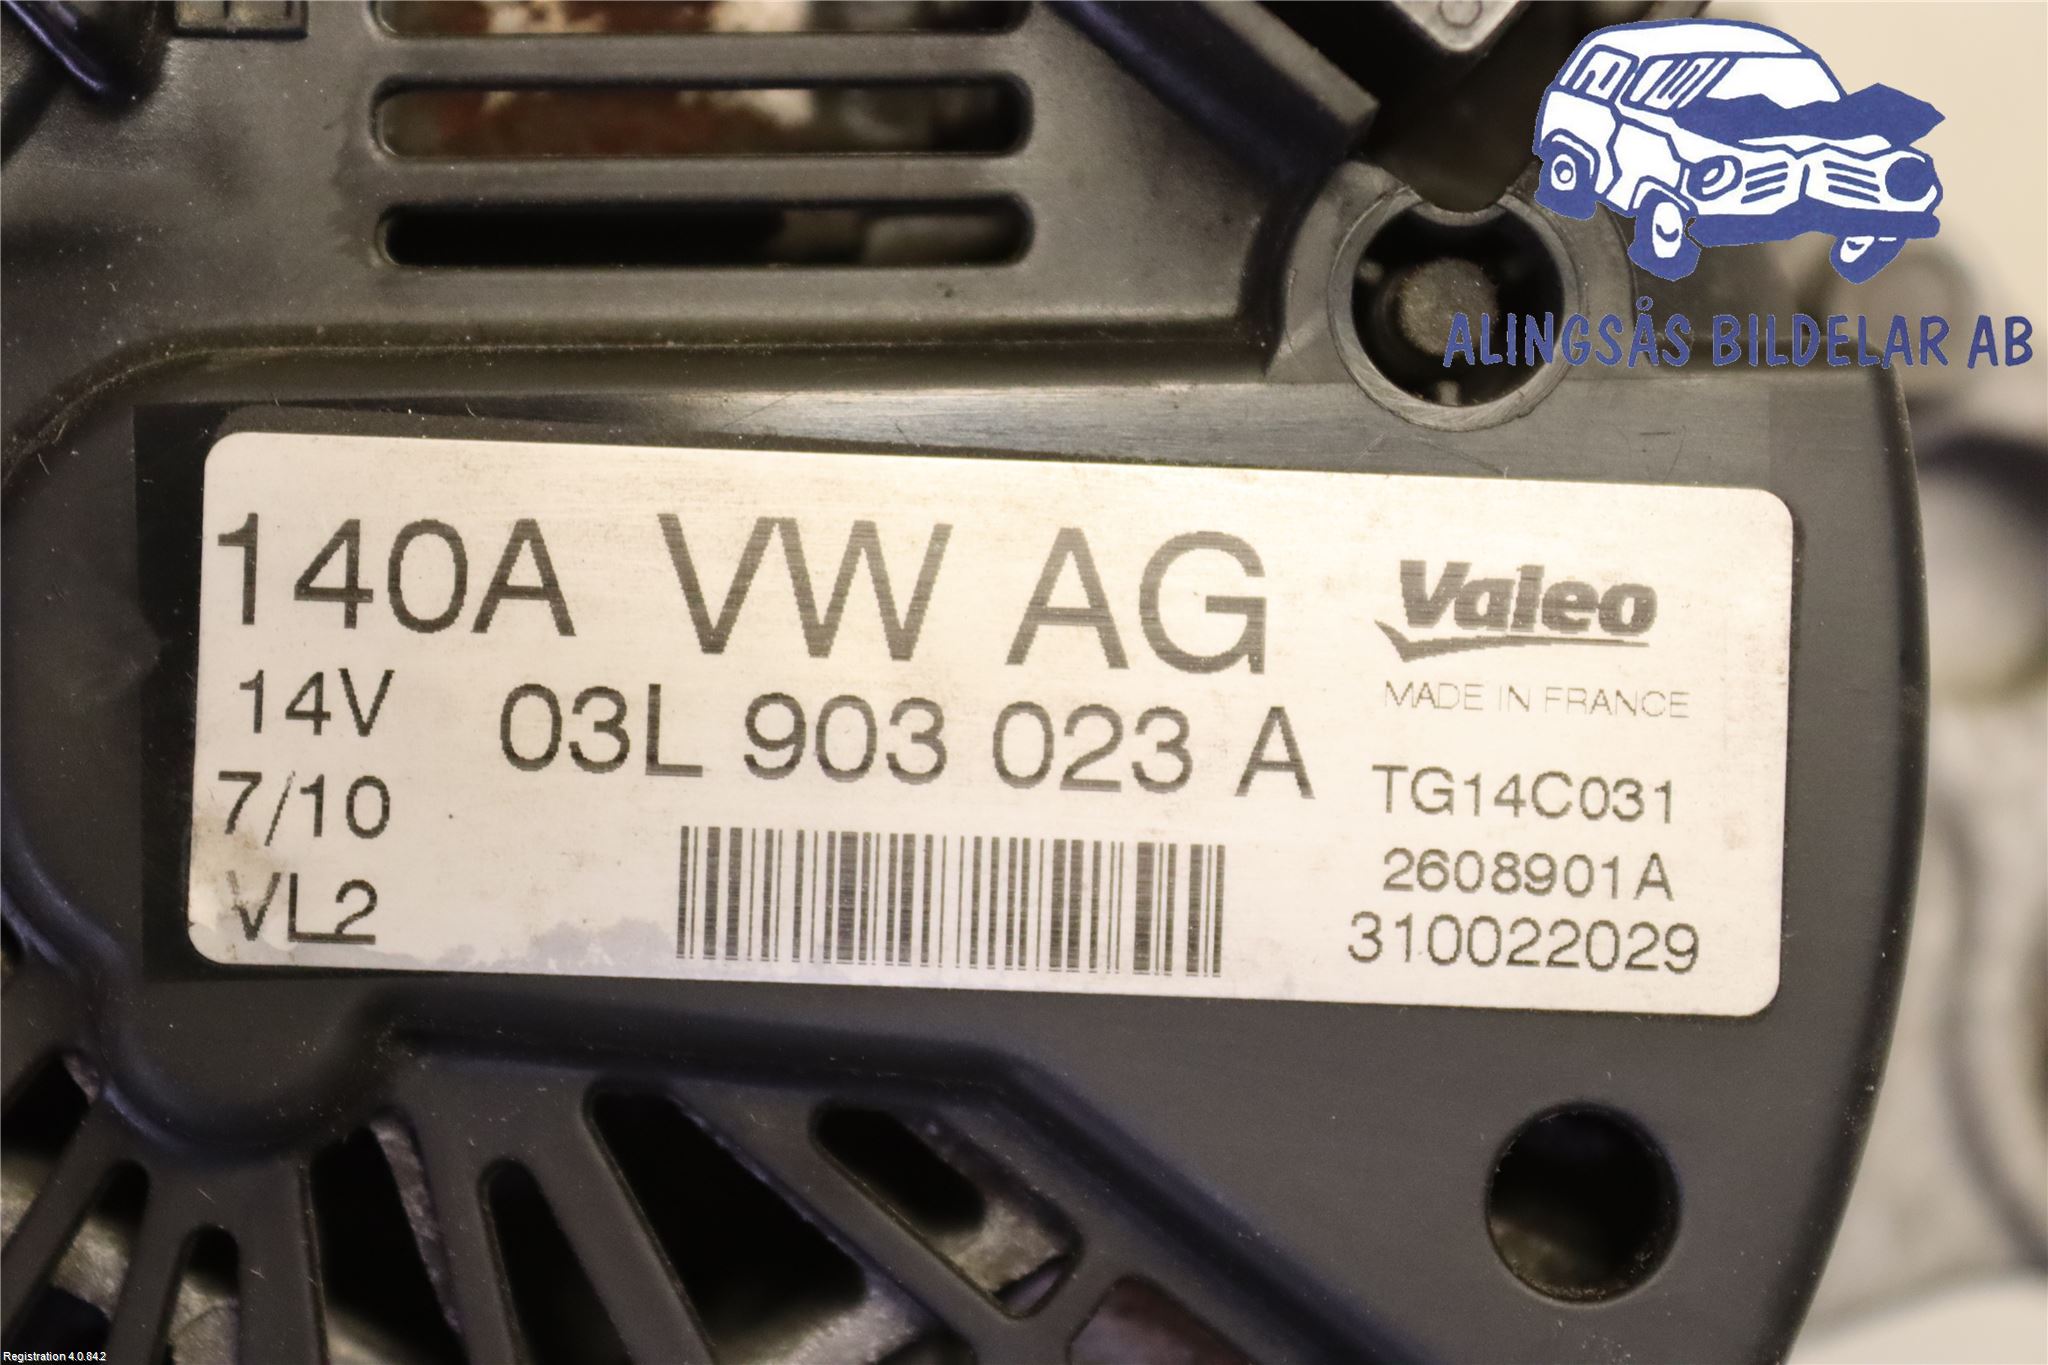 ALINGSÅS BILDELAR AB
140A VW AG
Valeo
14V
03L 903 023 A
MADE IN FRANCE
7/10
TG14C031
VL2
2608901A
310022029
Registration 4.0.84.2